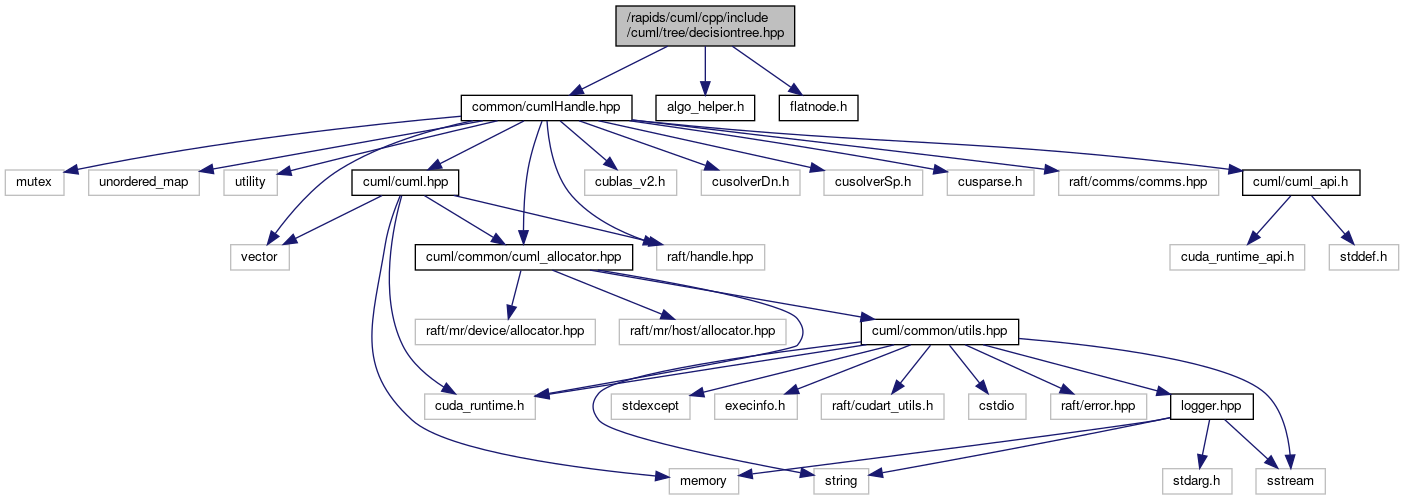 /rapids/cuml/cpp/include
/cuml/tree/decisiontree.hpp
common/cumlHandle.hpp
algo_helper.h
flatnode.h
mutex
unordered_map
utility
cuml/cuml.hpp
cublas_v2.h
cusolverDn.h
cusolverSp.h
cusparse.h
raft/comms/comms.hpp
cuml/cuml_api.h
vector
cuml/common/cuml_allocator.hpp
raft/handle.hpp
cuda_runtime_api.h
stddef.h
raft/mr/device/allocator.hpp
raft/mr/host/allocator.hpp
cuml/common/utils.hpp
cuda_runtime.h
stdexcept
execinfo.h
raft/cudart_utils.h
cstdio
raft/error.hpp
logger.hpp
memory
string
stdarg.h
sstream